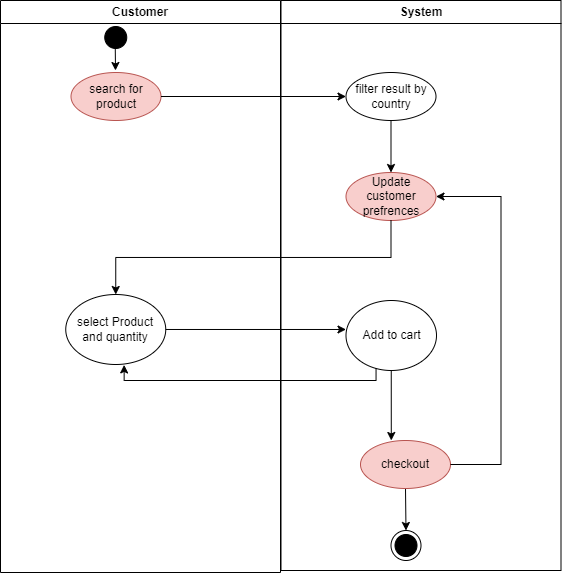 Customer
System
search for
product
filter result by
country
Update
customer
prefrences
select Product
and quantity
Add to cart
checkout